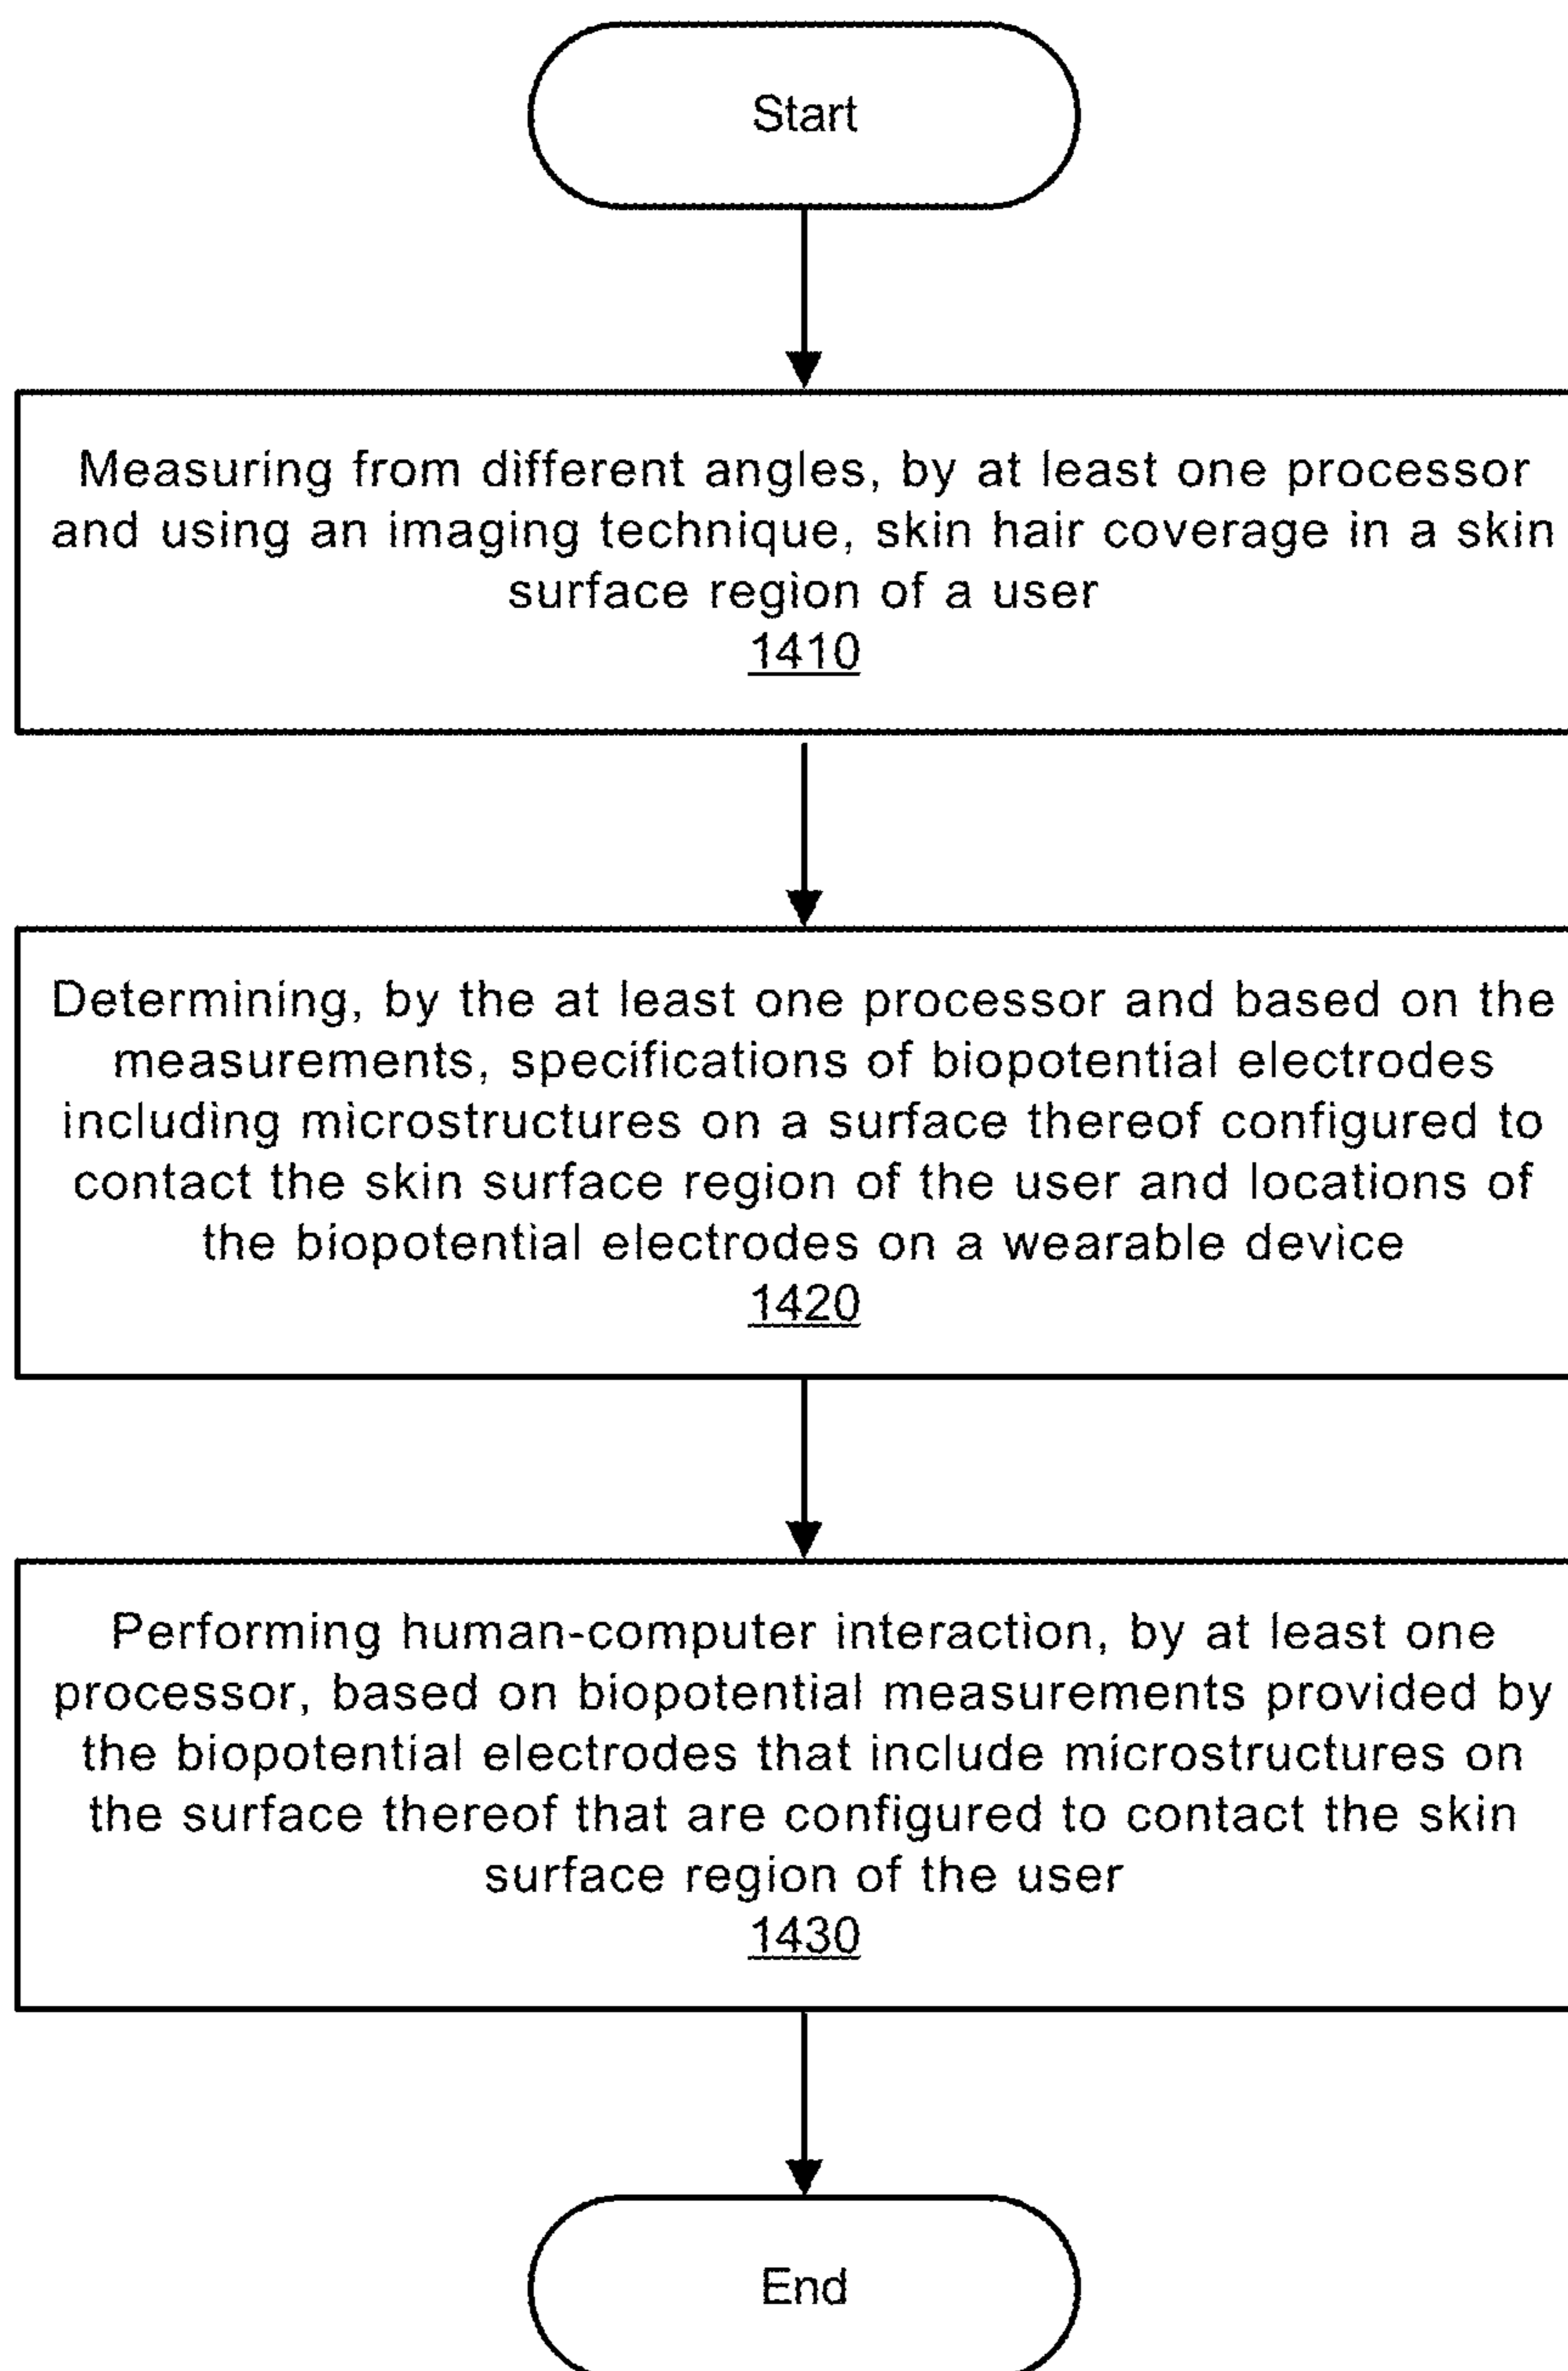 Start
Measuring from different angles, by at least one processor
and using an imaging technique, skin hair coverage in a skin
surface region of a user
1410
Determining, by the at least one processor and based on the
measurements, specifications of biopotential electrodes
including microstructures on a surface thereof configured to
contact the skin surface region of the user and locations of
the biopotential electrodes on a wearable device
1420
Performing human-computer interaction, by at least one
processor, based on biopotential measurements provided by
the biopotential electrodes that include microstructures on
the surface thereof that are configured to contact the skin
surface region of the user
1430
End